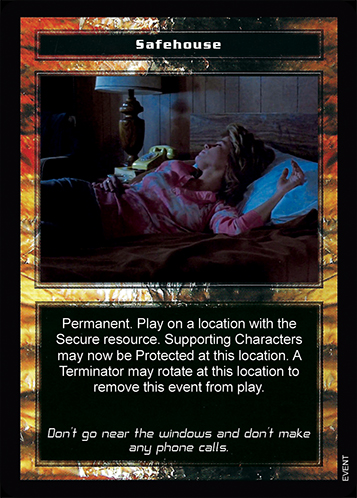 Safehouse
Permanent. Play on a location with the
Secure resource. Supporting Characters
may now be Protected at this location. A
Terminator may rotate at this location to
remove this event from play.
Don't go near the windows and don't make
any phone calls.
EVENT